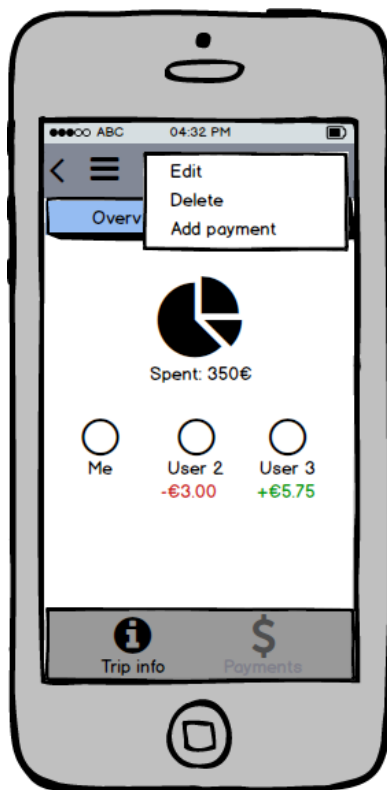 ABC 04:32 PM
Edit
Delete
Overv
Add payment
Spent: 350€
Me User 2 User 3
-€3.00 +€5.75
Trip info Payments